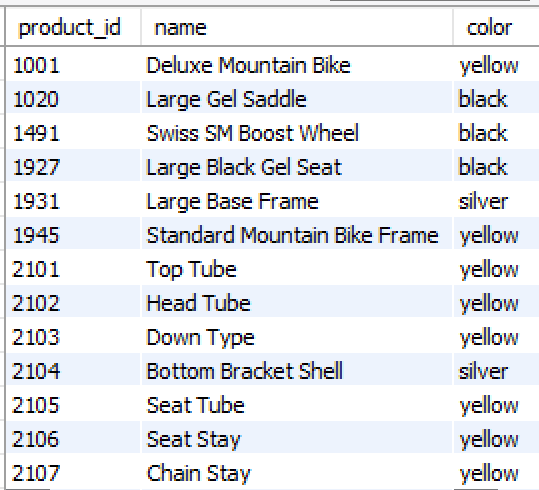 product_id name color
1001 Deluxe Mountain Bike yellow
1020 Large Gel Saddle black
1491 Swiss SM Boost Wheel black
1927 Large Black Gel Seat black
1931 Large Base Frame silver
1945 Standard Mountain Bike Frame yellow
2101 Top Tube yellow
2102 Head Tube yellow
2103 Down Type yellow
2104 Bottom Bracket Shell silver
2105 Seat Tube yellow
2106 Seat Stay yellow
2107 Chain Stay yellow